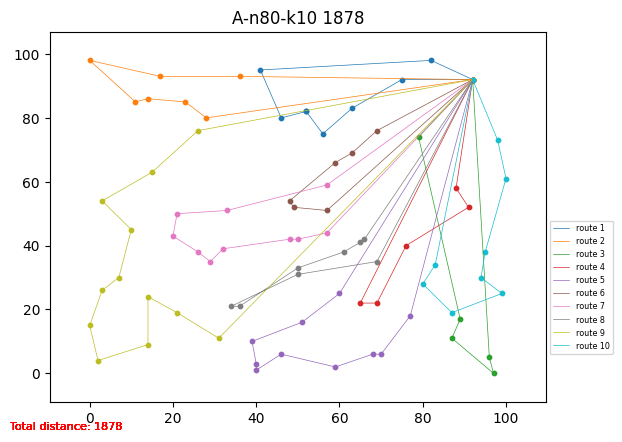 A-n80-k10 1878
100
80
60
40
20
0
0 20 40 60 80 100
route 1
route 2
route 3
route 4
route 5
route 6
route 7
route 8
route 9
route 10
Total distance: 1878